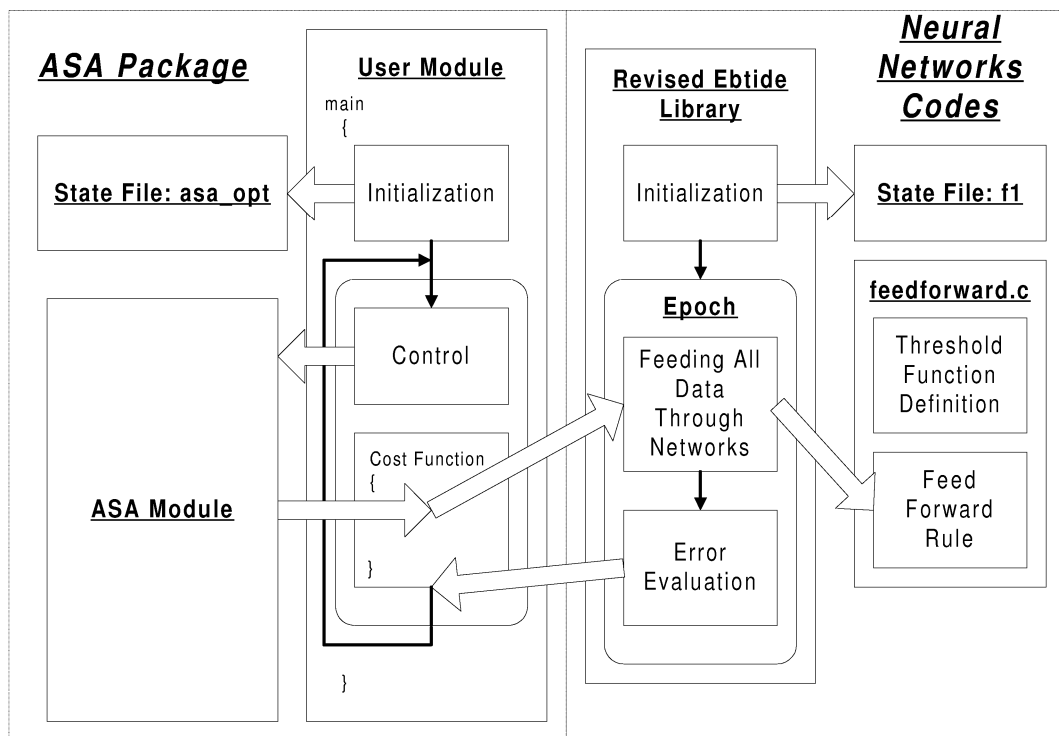 ASA Package
User Module
main
{
State File: asa_opt
Initialization
Control
Cost Function
{
}
ASA Module
}
Revised Ebtide
Library
Neural
Networks
Codes
Initialization
State File: f1
Epoch
Feeding All
Data
Through
Networks
Error
Evaluation
feedforward.c
Threshold
Function
Definition
Feed
Forward
Rule